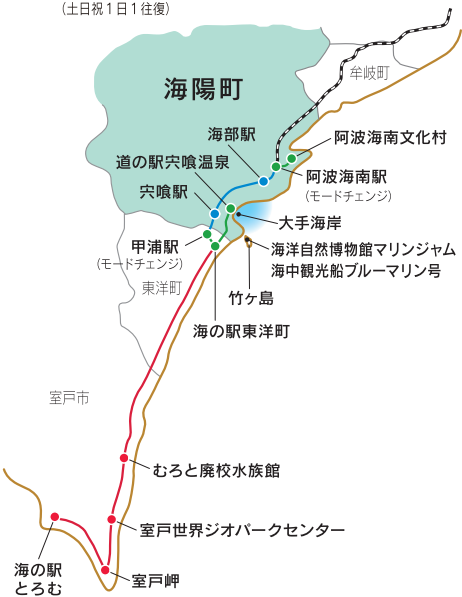 （土日祝１日１往復）
牟岐町
海陽町
海部駅
阿波海南文化村
道の駅宍喰温泉
阿波海南駅
（モードチェンジ）
宍喰駅
大手海岸
甲浦駅
（モードチェンジ）
海洋自然博物館マリンジャム
海中観光船ブルーマリン号
東洋町
竹ヶ島
海の駅東洋町
室戸市
むろと廃校水族館
室戸世界ジオパークセンター
海の駅
とろむ
室戸岬